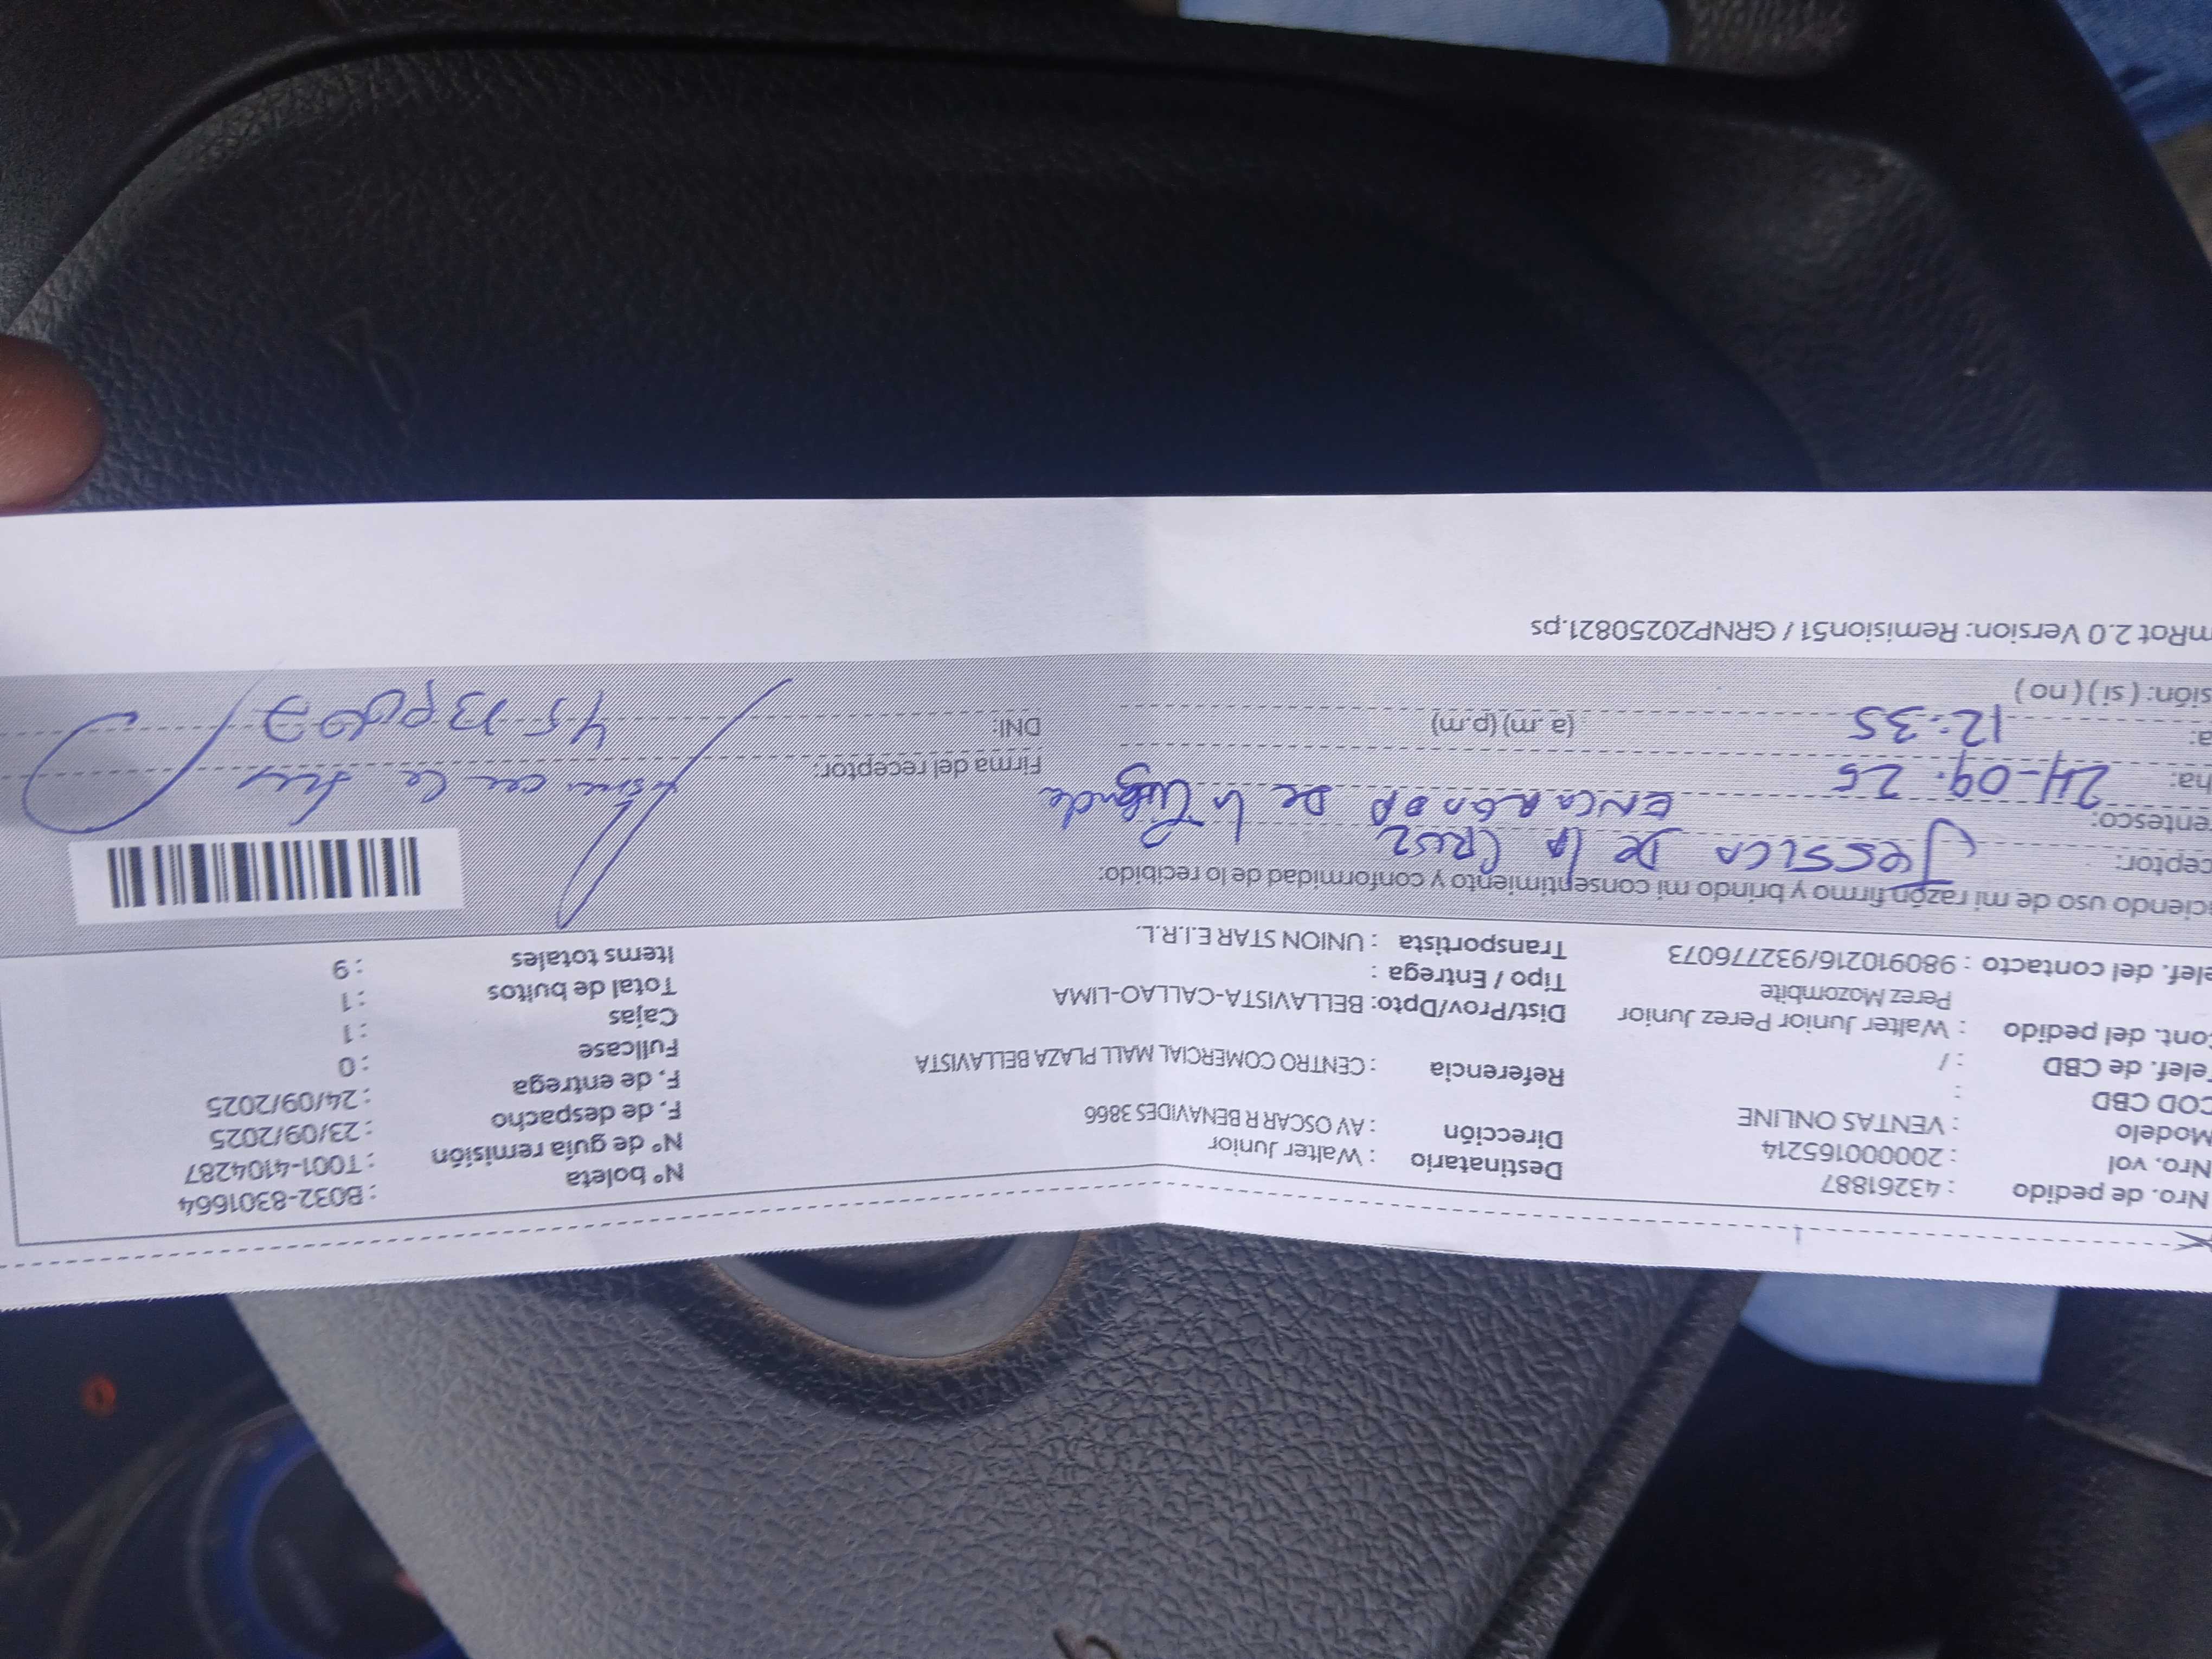 Nro. de pedido : 43261887 Destinatario : Walter Junior N° boleta : B032-8301664
Nro. vol : 20000165214 Dirección : AV OSCAR R BENAVIDES 3866 N° de guía remisión : T001-4104287
Modelo : VENTAS ONLINE F. de despacho : 23/09/2025
COD CBD : Referencia : CENTRO COMERCIAL MALL PLAZA BELLAVISTA F. de entrega : 24/09/2025
Telef. de CBD : / Fullcase : 0
Cont. del pedido : Walter Junior Perez Junior Dist/Prov/Dpto: BELLAVISTA-CALLAO-LIMA Cajas : 1
Perez Mozombite Tipo / Entrega : Total de bultos : 1
elef. del contacto : 980910216/932776073 Transportista : UNION STAR E.I.R.L. Items totales : 9
ciendo uso de mi razón firmo y brindo mi consentimiento y conformidad de lo recibido:
ceptor: Jessica De la Cruz
entesco: ENCARGADA DE LA
ha: 24-09-25 Firma del receptor:
a: 12:35 (a.m) (p.m) DNI:
sión: ( si ) ( no )
mRot 2.0 Version: Remision51 / GRNP20250821.ps